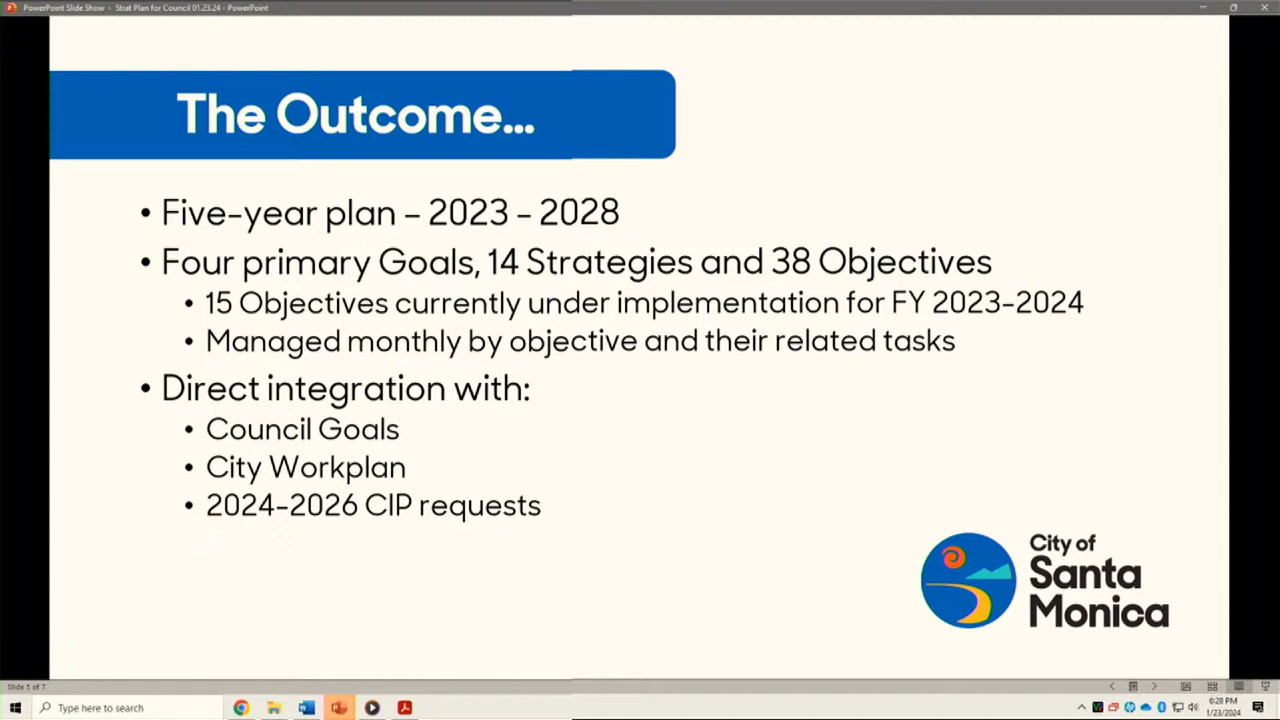 PowerPoint Slide Show - Strat Plan for Council 01.23.24 - PowerPoint
The Outcome...
• Five-year plan – 2023 – 2028
• Four primary Goals, 14 Strategies and 38 Objectives
• 15 Objectives currently under implementation for FY 2023-2024
• Managed monthly by objective and their related tasks
• Direct integration with:
• Council Goals
• City Workplan
• 2024-2026 CIP requests
City of
Santa
Monica
Slide 5 of 7
Type here to search
6:28 PM
1/23/2024